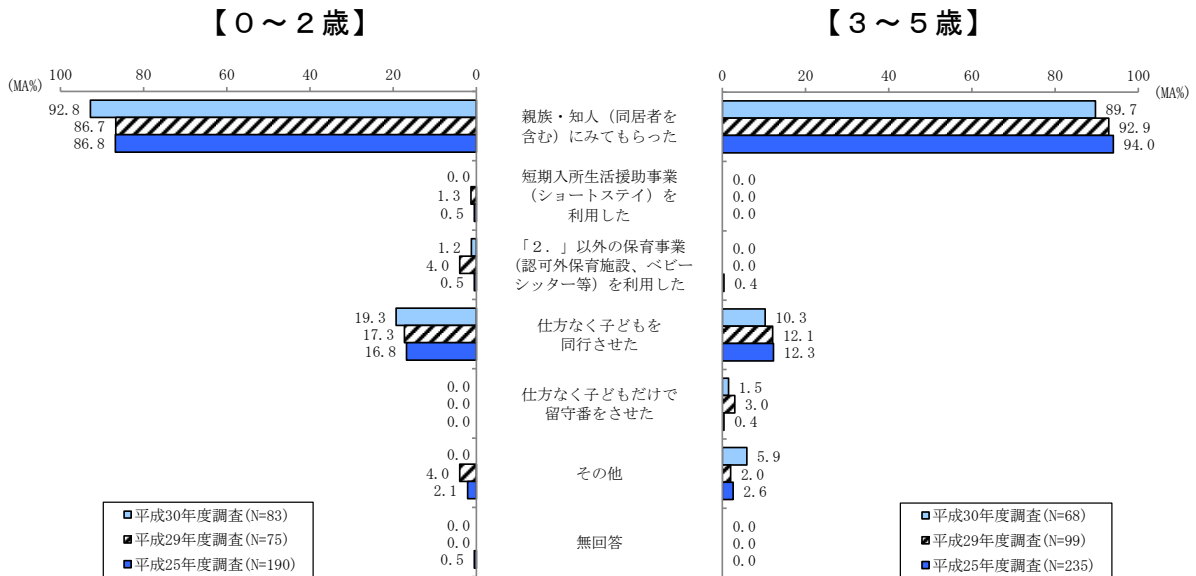 【０～２歳】
【３～５歳】
100 80 60 40 20 0
(MA%)
0 20 40 60 80 100
(MA%)
92.8
86.7
86.8
親族・知人（同居者を
含む）にみてもらった
89.7
92.9
94.0
0.0
1.3
0.5
短期入所生活援助事業
（ショートステイ）を
利用した
0.0
0.0
0.0
1.2
4.0
0.5
「２．」以外の保育事業
(認可外保育施設、ベビー
シッター等）を利用した
0.0
0.0
0.4
19.3
17.3
16.8
仕方なく子どもを
同行させた
10.3
12.1
12.3
0.0
0.0
0.0
仕方なく子どもだけで
留守番をさせた
1.5
3.0
0.4
0.0
4.0
2.1
その他
5.9
2.0
2.6
0.0
0.0
0.5
無回答
0.0
0.0
0.0
平成30年度調査(N=83)
平成29年度調査(N=75)
平成25年度調査(N=190)
平成30年度調査(N=68)
平成29年度調査(N=99)
平成25年度調査(N=235)